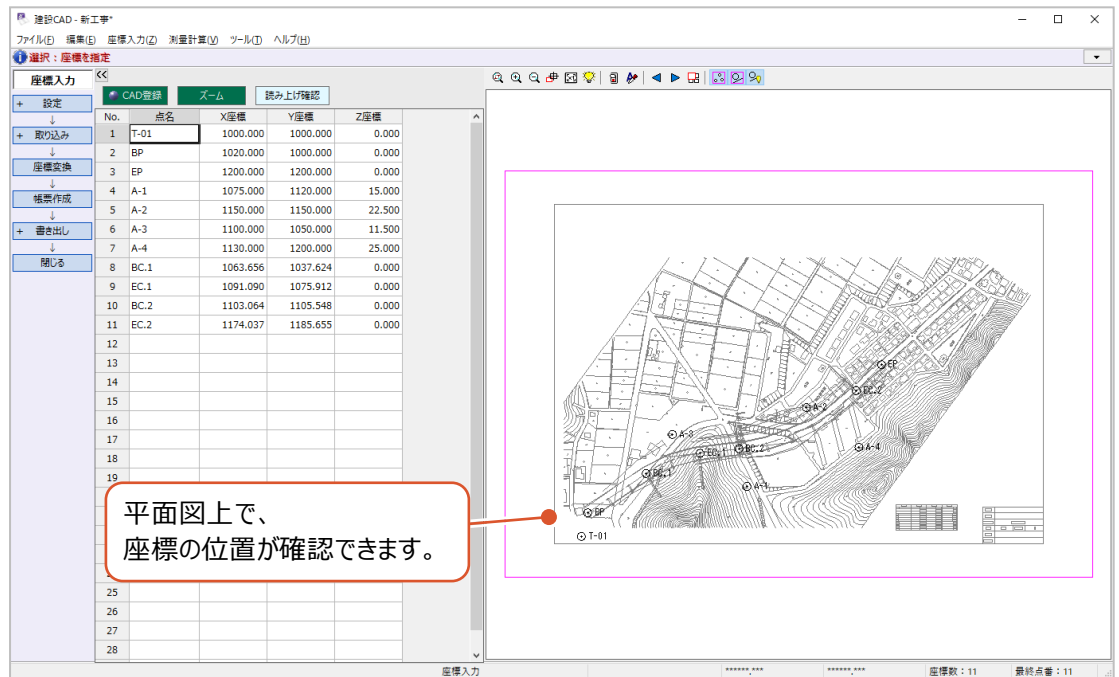 建設CAD - 新工事*
ファイル(F) 編集(E) 座標入力(Z) 測量計算(V) ツール(T) ヘルプ(H)
選択：座標を指定
座標入力
+ 設定
↓
+ 取り込み
↓
座標変換
↓
帳票作成
↓
+ 書き出し
↓
閉じる
CAD登録 ズーム 読み上げ確認
No. 点名 X座標 Y座標 Z座標
1 T-01 1000.000 1000.000 0.000
2 BP 1020.000 1000.000 0.000
3 EP 1200.000 1200.000 0.000
4 A-1 1075.000 1120.000 15.000
5 A-2 1150.000 1150.000 22.500
6 A-3 1100.000 1050.000 11.500
7 A-4 1130.000 1200.000 25.000
8 BC.1 1063.656 1037.624 0.000
9 EC.1 1091.090 1075.912 0.000
10 BC.2 1103.064 1105.548 0.000
11 EC.2 1174.037 1185.655 0.000
12
13
14
15
16
17
18
19
25
26
27
28
平面図上で、
座標の位置が確認できます。
EP
EC.2
A-2
A-3
BC.2
EC.1
A-4
BC.1
A-1
BP
T-01
座標入力 ******.*** ******.*** 座標数：11 最終点番：11